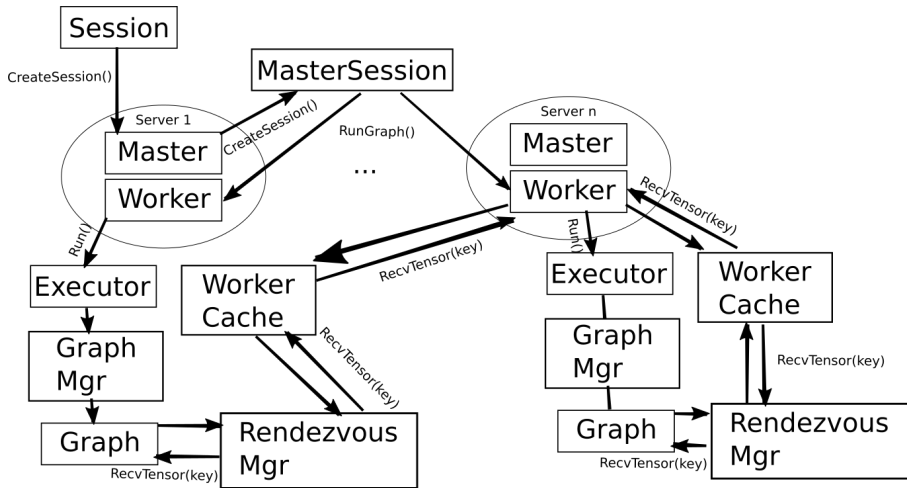 Session
CreateSession()
MasterSession
Server 1
Master
Worker
CreateSession()
RunGraph()
...
Server n
Master
Worker
Run()
Executor
Graph
Mgr
Graph
Worker
Cache
RecvTensor(key)
RecvTensor(key)
Rendezvous
Mgr
RecvTensor(key)
Run()
Executor
Graph
Mgr
Graph
RecvTensor(key)
Worker
Cache
RecvTensor(key)
Rendezvous
Mgr
RecvTensor(key)